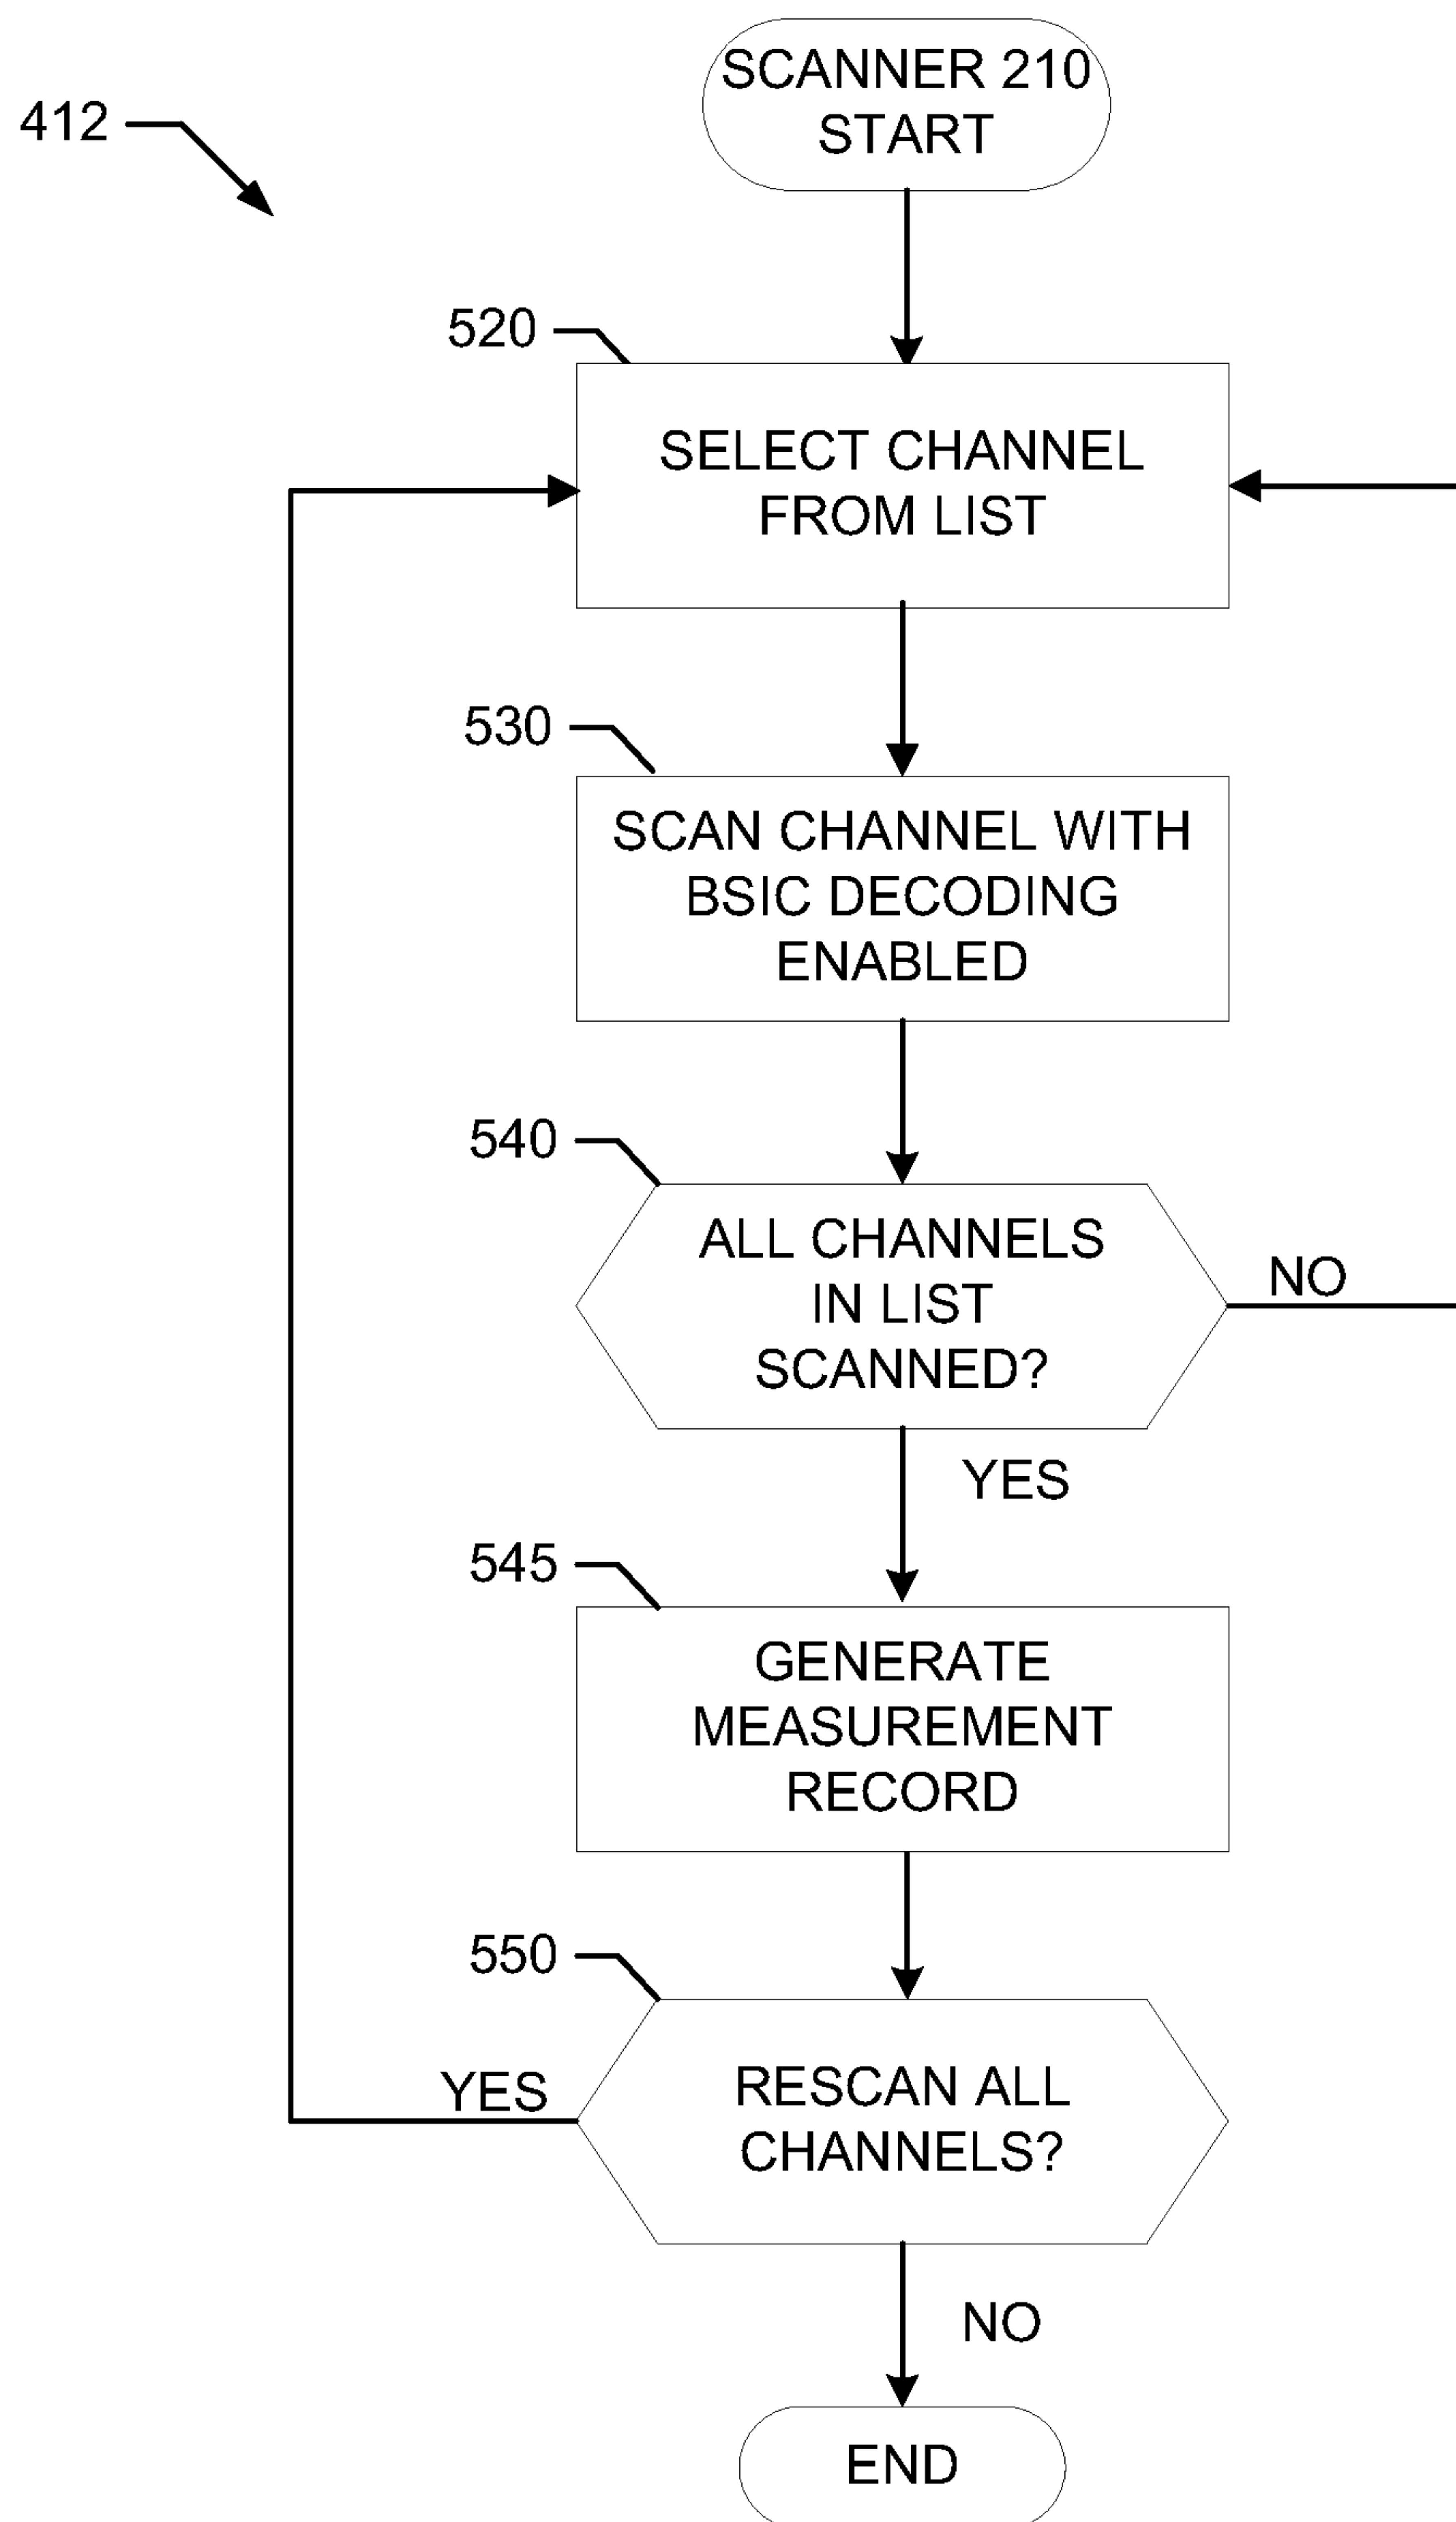 SCANNER 210
START
412
520
SELECT CHANNEL
FROM LIST
530
SCAN CHANNEL WITH
BSIC DECODING
ENABLED
540
ALL CHANNELS
IN LIST
SCANNED?
NO
YES
545
GENERATE
MEASUREMENT
RECORD
550
YES
RESCAN ALL
CHANNELS?
NO
END